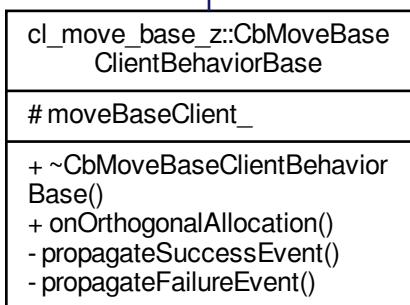 cl_move_base_z::CbMoveBase
ClientBehaviorBase
# moveBaseClient_
+ ~CbMoveBaseClientBehavior
Base()
+ onOrthogonalAllocation()
- propagateSuccessEvent()
- propagateFailureEvent()